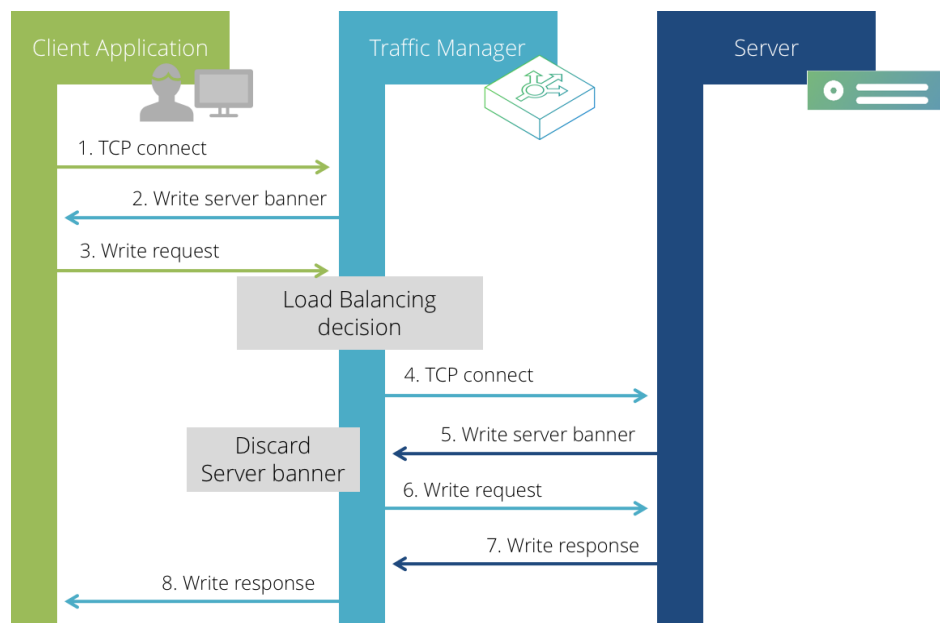 Client Application
Traffic Manager
Server
1. TCP connect
2. Write server banner
3. Write request
Load Balancing
decision
4. TCP connect
5. Write server banner
Discard
Server banner
6. Write request
7. Write response
8. Write response